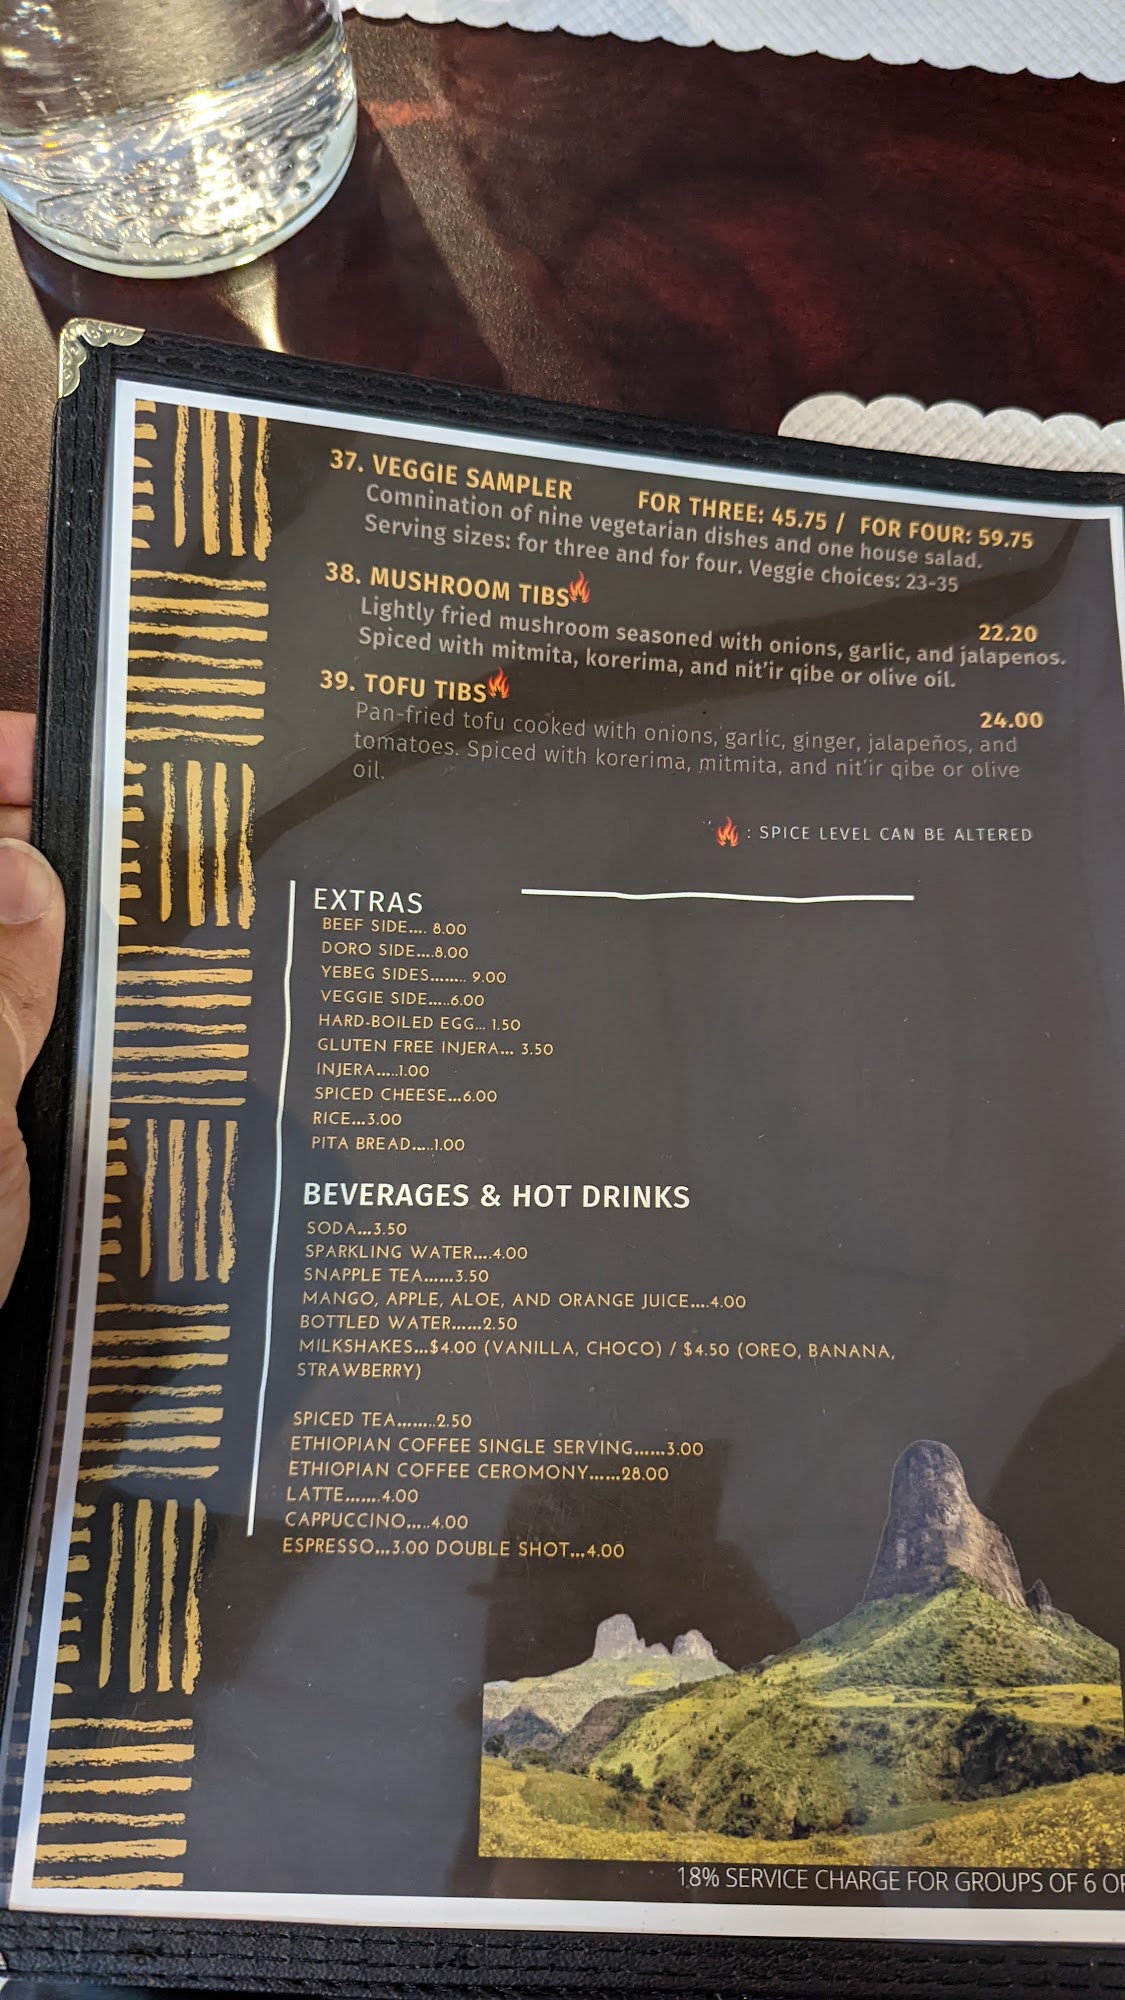 37. VEGGIE SAMPLER FOR THREE: 45.75 / FOR FOUR: 59.75
Comnination of nine vegetarian dishes and one house salad.
Serving sizes: for three and for four. Veggie choices: 23-35
38. MUSHROOM TIBS 22.20
Lightly fried mushroom seasoned with onions, garlic, and jalapenos.
Spiced with mitmita, korerima, and nit'ir qibe or olive oil.
39. TOFU TIBS 24.00
Pan-fried tofu cooked with onions, garlic, ginger, jalapeños, and
tomatoes. Spiced with korerima, mitmita, and nit'ir qibe or olive
oil.
: SPICE LEVEL CAN BE ALTERED
EXTRAS
BEEF SIDE.... 8.00
DORO SIDE....8.00
YEBEG SIDES........ 9.00
VEGGIE SIDE.....6.00
HARD-BOILED EGG... 1.50
GLUTEN FREE INJERA... 3.50
INJERA.....1.00
SPICED CHEESE...6.00
RICE...3.00
PITA BREAD.....1.00
BEVERAGES & HOT DRINKS
SODA...3.50
SPARKLING WATER....4.00
SNAPPLE TEA......3.50
MANGO, APPLE, ALOE, AND ORANGE JUICE....4.00
BOTTLED WATER......2.50
MILKSHAKES...$4.00 (VANILLA, CHOCO) / $4.50 (OREO, BANANA,
STRAWBERRY)
SPICED TEA........2.50
ETHIOPIAN COFFEE SINGLE SERVING......3.00
ETHIOPIAN COFFEE CEROMONY......28.00
LATTE.......4.00
CAPPUCCINO.....4.00
ESPRESSO...3.00 DOUBLE SHOT...4.00
18% SERVICE CHARGE FOR GROUPS OF 6